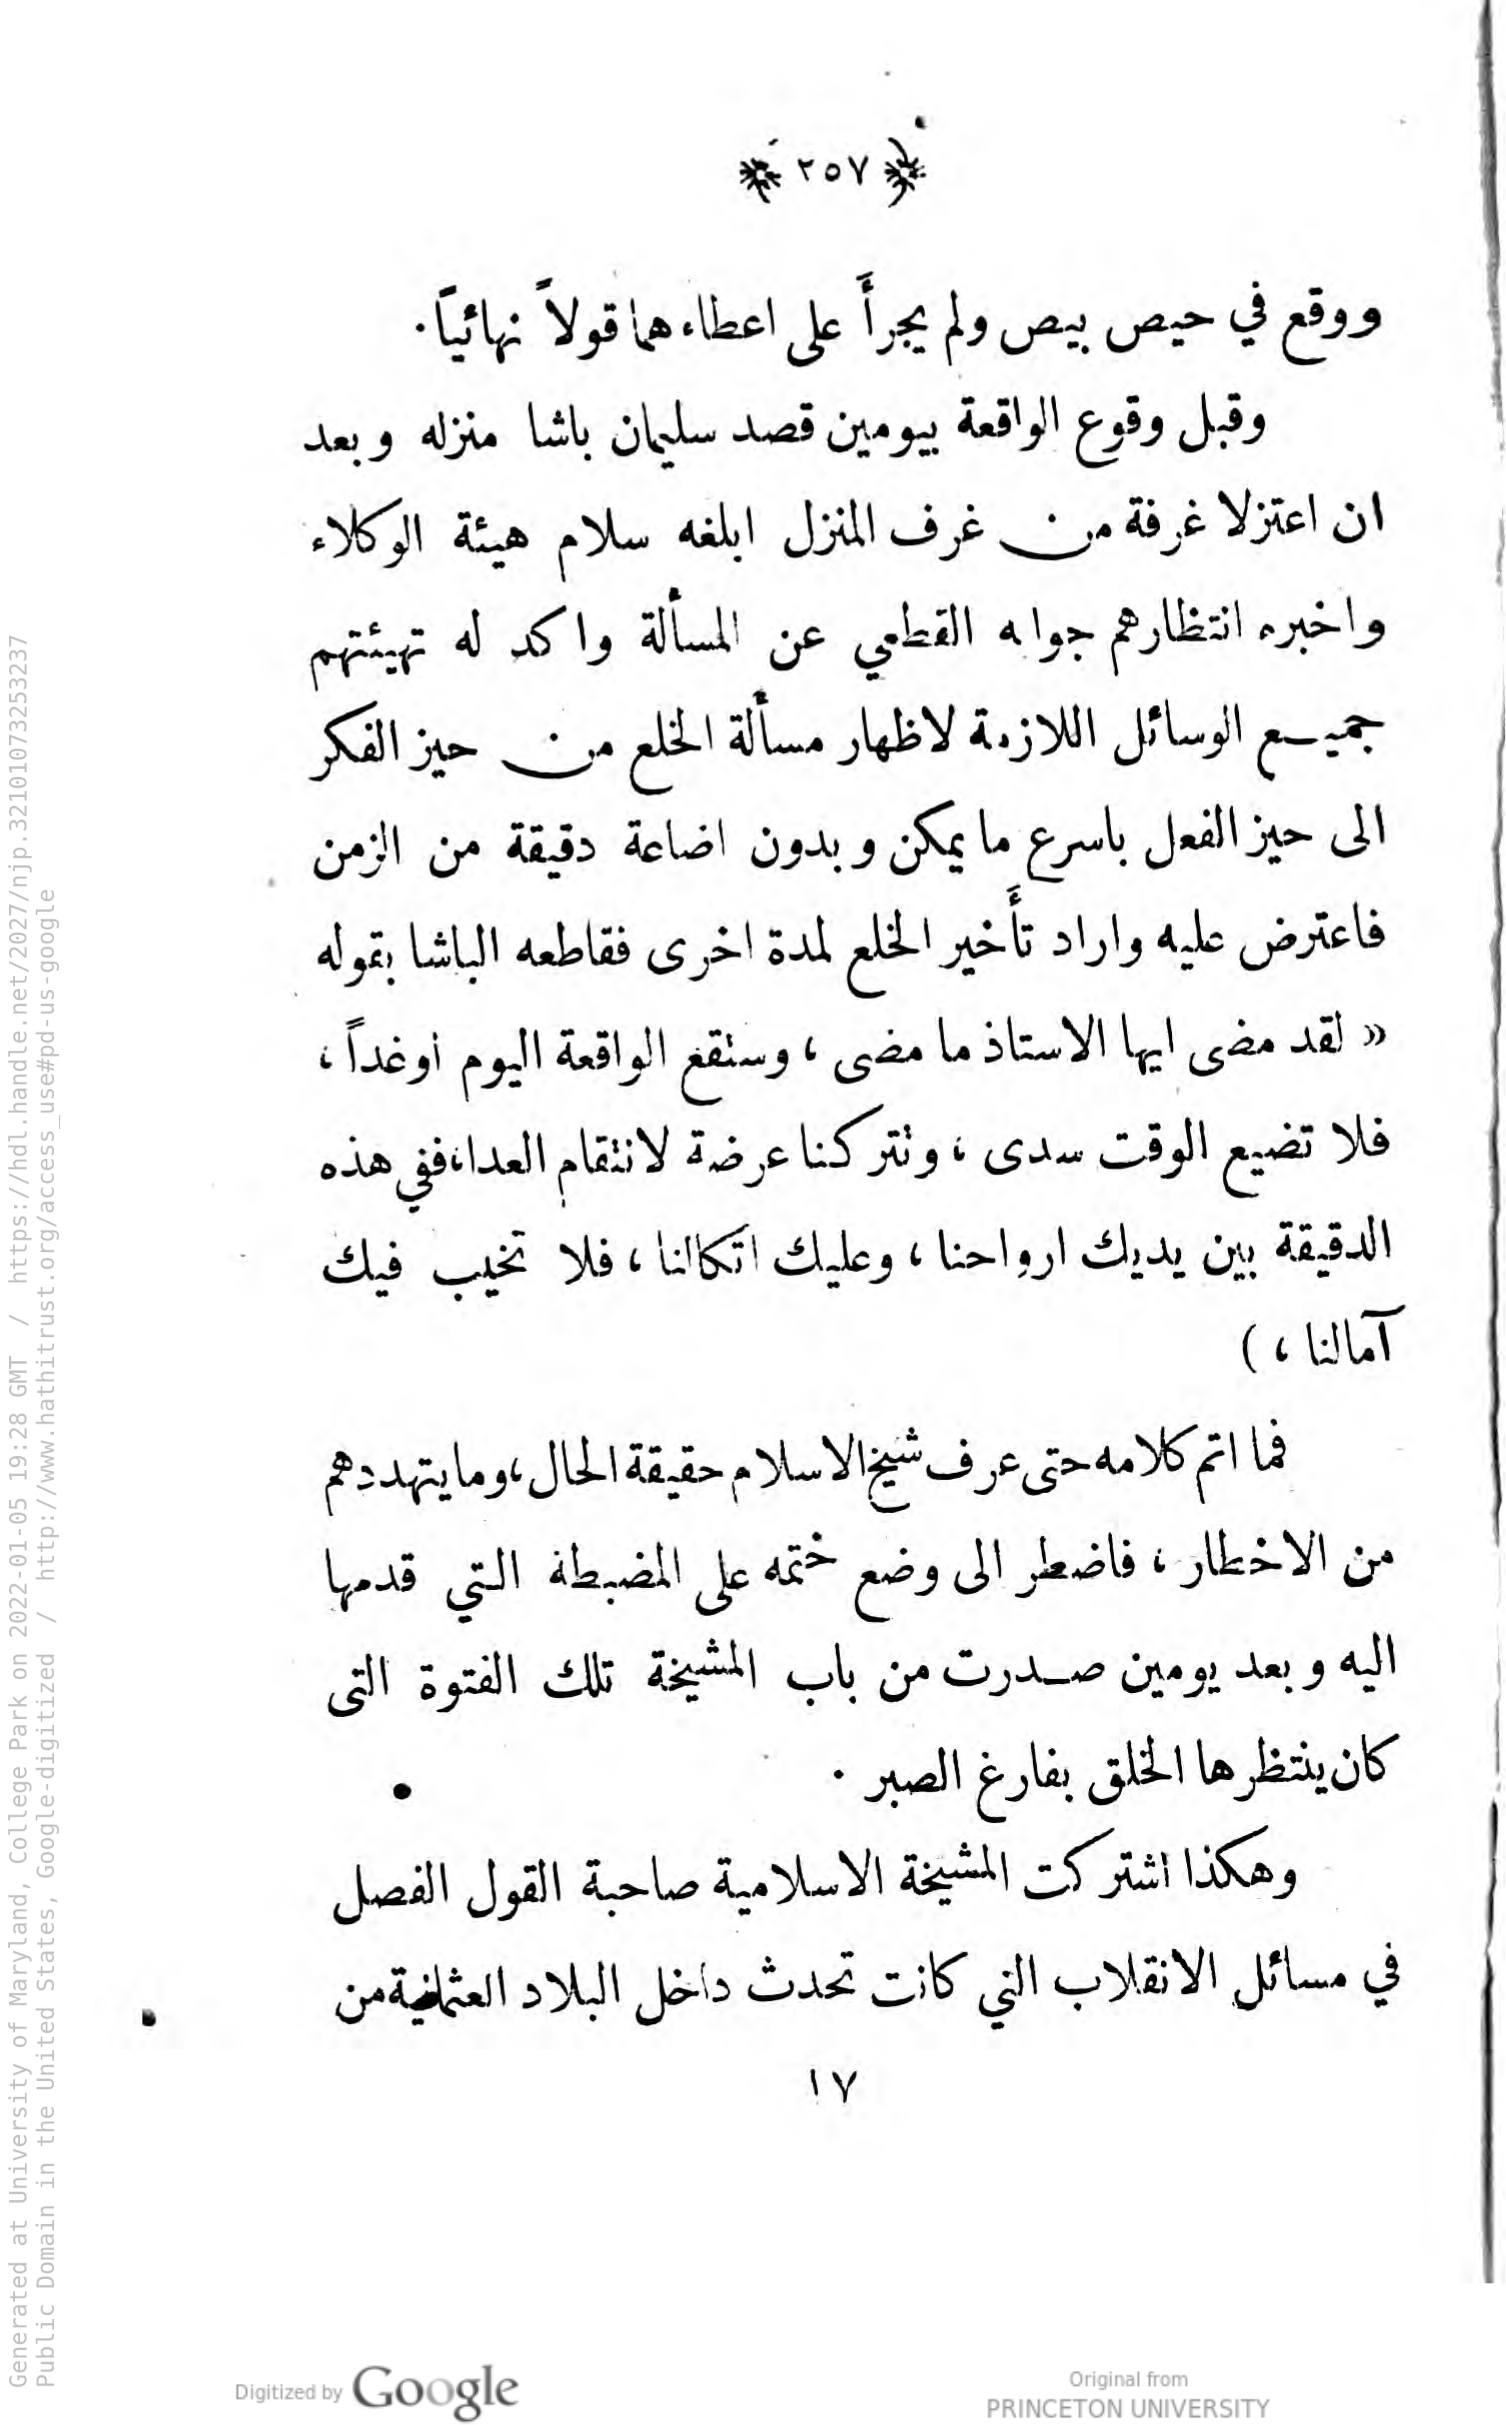 ٢٥٧
ووقع في حيص بيص ولم يجرأَ على اعطاءهما قولاً نهائياً.
وقبل وقوع الواقعة بيومين قصد سليمان باشا منزله وبعد
ان اعتزلا غرفة من غرف المنزل ابلغه سلام هيئة الوكلاء
واخبره انتظارهم جوابه القطعي عن المسألة واكد له تهيئتهم
جميع الوسائل اللازمة لاظهار مسألة الخلع من حيز الفكر
الى حيز الفعل باسرع ما يمكن وبدون اضاعة دقيقة من الزمن
فاعترض عليه واراد تأَخير الخلع لمدة اخرى فقاطعه الباشا بقوله
« لقد مضى ايها الاستاذ ما مضى ، وستقع الواقعة اليوم أوغداً ،
فلا تضيع الوقت سدى ، وتتركنا عرضة لانتقام العدا، ففي هذه
الدقيقة بين يديك ارواحنا ، وعليك اتكالنا ، فلا تخيب فيك
آمالنا ، )
فما اتم كلامه حتى عرف شيخ الاسلام حقيقة الحال ، وما يتهددهم
من الاخطار ، فاضطر الى وضع ختمه على المضبطة التي قدمها
اليه وبعد يومين صدرت من باب المشيخة تلك الفتوة التى
كان ينتظرها الخلق بفارغ الصبر .
وهكذا اشتركت المشيخة الاسلامية صاحبة القول الفصل
في مسائل الانقلاب التي كانت تحدث داخل البلاد العثمانية من
١٧
Generated at University of Maryland, College Park on 2022-01-05 19:28 GMT / https://hdl.handle.net/2027/njp.32101073253237
Public Domain in the United States, Google-digitized / http://www.hathitrust.org/access_use#pd-us-google
Digitized by Google
Original from
PRINCETON UNIVERSITY